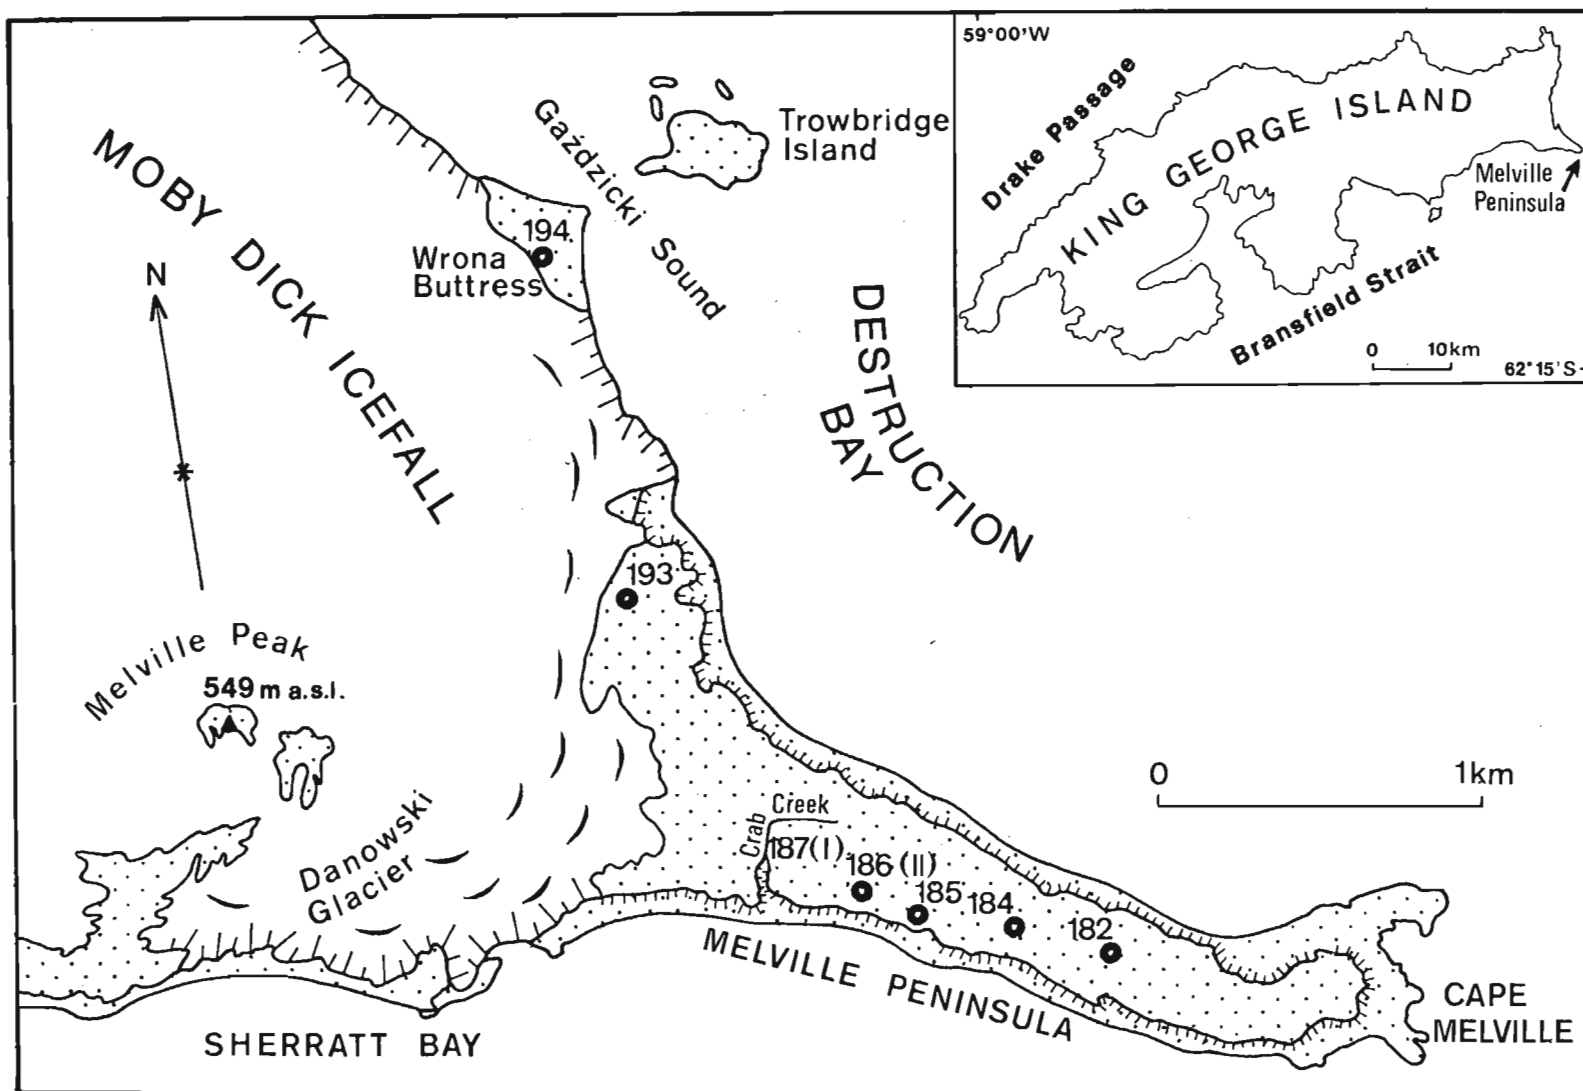 59°00'W
Drake Passage
KING GEORGE ISLAND
Melville
Peninsula
Bransfield Strait
0 10km
62°15'S
Trowbridge
Island
Gaździcki Sound
MOBY DICK ICEFALL
194
Wrona
Buttress
N
DESTRUCTION
BAY
193
Melville Peak
549 m a.s.l.
0 1km
Crab Creek
187(I)
186 (II)
185
184
182
Danowski
Glacier
MELVILLE PENINSULA
CAPE
MELVILLE
SHERRATT BAY